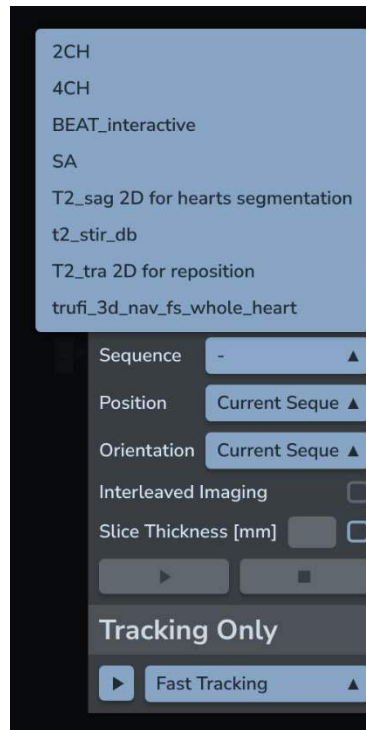 2CH
4CH
BEAT_interactive
SA
T2_sag 2D for hearts segmentation
t2_stir_db
T2_tra 2D for reposition
trufi_3d_nav_fs_whole_heart
Sequence - ▲
Position Current Seque ▲
Orientation Current Seque ▲
Interleaved Imaging
Slice Thickness [mm]
Tracking Only
Fast Tracking ▲